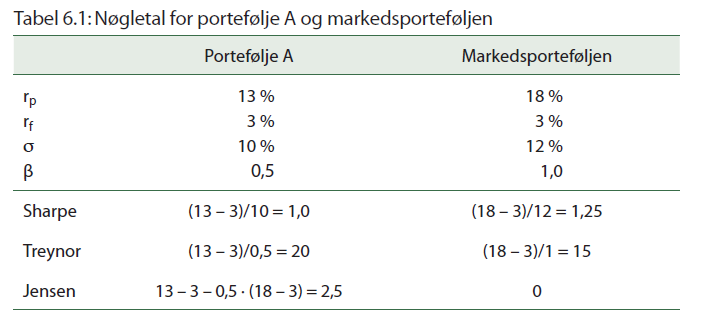 Tabel 6.1: Nøgletal for portefølje A og markedsporteføljen
Portefølje A Markedsporteføljen
rp 13 % 18 %
rf 3 % 3 %
σ 10 % 12 %
β 0,5 1,0
Sharpe (13 – 3)/10 = 1,0 (18 – 3)/12 = 1,25
Treynor (13 – 3)/0,5 = 20 (18 – 3)/1 = 15
Jensen 13 – 3 – 0,5 · (18 – 3) = 2,5 0